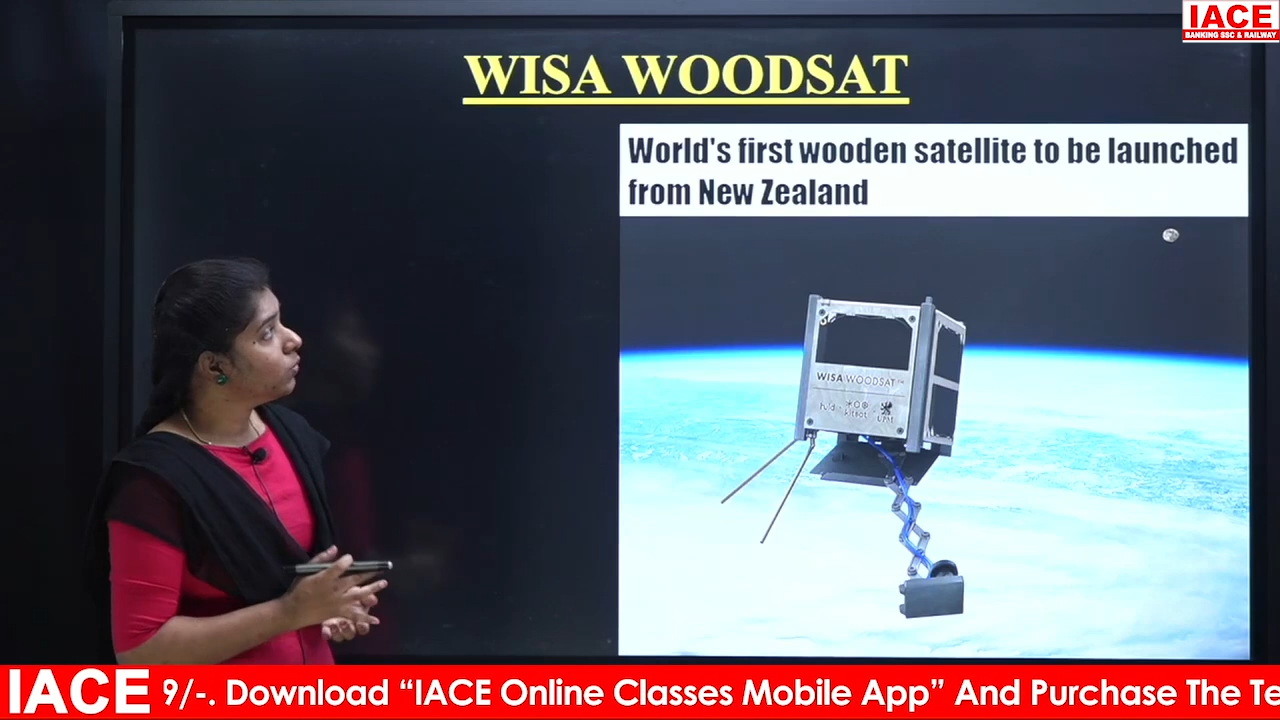 IACE
BANKING SSC & RAILWAY
WISA WOODSAT
World's first wooden satellite to be launched
from New Zealand
WISA WOODSAT
IACE 9/-. Download “IACE Online Classes Mobile App” And Purchase The Te